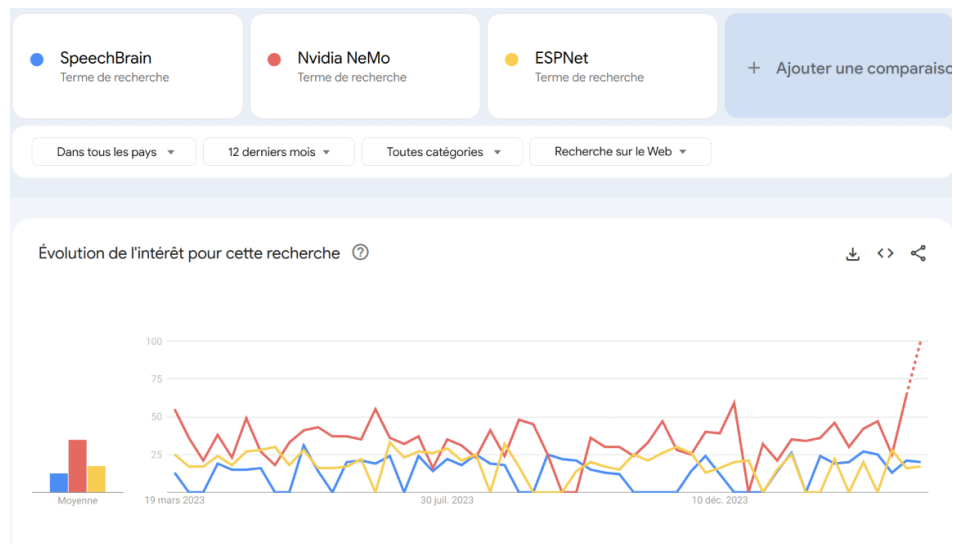 SpeechBrain
Terme de recherche
Nvidia NeMo
Terme de recherche
ESPNet
Terme de recherche
+ Ajouter une comparaiso
Dans tous les pays
12 derniers mois
Toutes catégories
Recherche sur le Web
Évolution de l'intérêt pour cette recherche
100
75
50
25
Moyenne
19 mars 2023
30 juil. 2023
10 déc. 2023